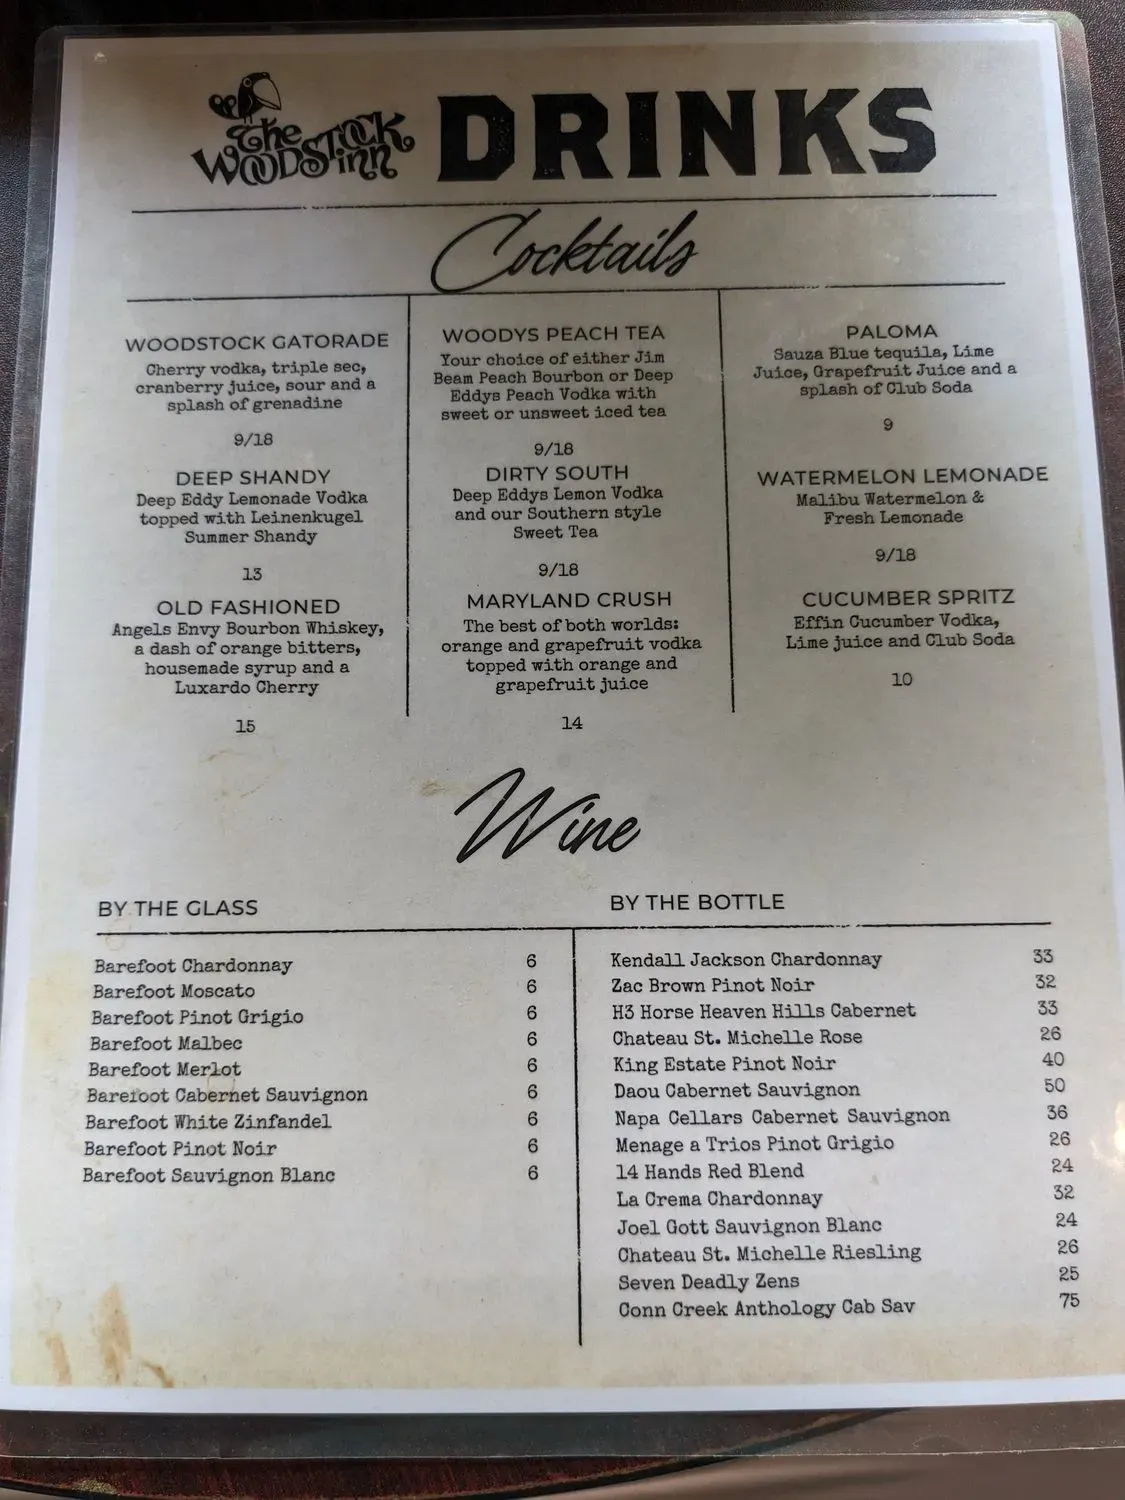 The
WOODSTOCK
inn
DRINKS
Cocktails
WOODSTOCK GATORADE
Cherry vodka, triple sec,
cranberry juice, sour and a
splash of grenadine
9/18
DEEP SHANDY
Deep Eddy Lemonade Vodka
topped with Leinenkugel
Summer Shandy
13
OLD FASHIONED
Angels Envy Bourbon Whiskey,
a dash of orange bitters,
housemade syrup and a
Luxardo Cherry
15
WOODYS PEACH TEA
Your choice of either Jim
Beam Peach Bourbon or Deep
Eddys Peach Vodka with
sweet or unsweet iced tea
9/18
DIRTY SOUTH
Deep Eddys Lemon Vodka
and our Southern style
Sweet Tea
9/18
MARYLAND CRUSH
The best of both worlds:
orange and grapefruit vodka
topped with orange and
grapefruit juice
14
PALOMA
Sauza Blue tequila, Lime
Juice, Grapefruit Juice and a
splash of Club Soda
9
WATERMELON LEMONADE
Malibu Watermelon &
Fresh Lemonade
9/18
CUCUMBER SPRITZ
Effin Cucumber Vodka,
Lime juice and Club Soda
10
Wine
BY THE GLASS
Barefoot Chardonnay 6
Barefoot Moscato 6
Barefoot Pinot Grigio 6
Barefoot Malbec 6
Barefoot Merlot 6
Barefoot Cabernet Sauvignon 6
Barefoot White Zinfandel 6
Barefoot Pinot Noir 6
Barefoot Sauvignon Blanc 6
BY THE BOTTLE
Kendall Jackson Chardonnay 33
Zac Brown Pinot Noir 32
H3 Horse Heaven Hills Cabernet 33
Chateau St. Michelle Rose 26
King Estate Pinot Noir 40
Daou Cabernet Sauvignon 50
Napa Cellars Cabernet Sauvignon 36
Menage a Trios Pinot Grigio 26
14 Hands Red Blend 24
La Crema Chardonnay 32
Joel Gott Sauvignon Blanc 24
Chateau St. Michelle Riesling 26
Seven Deadly Zens 25
Conn Creek Anthology Cab Sav 75